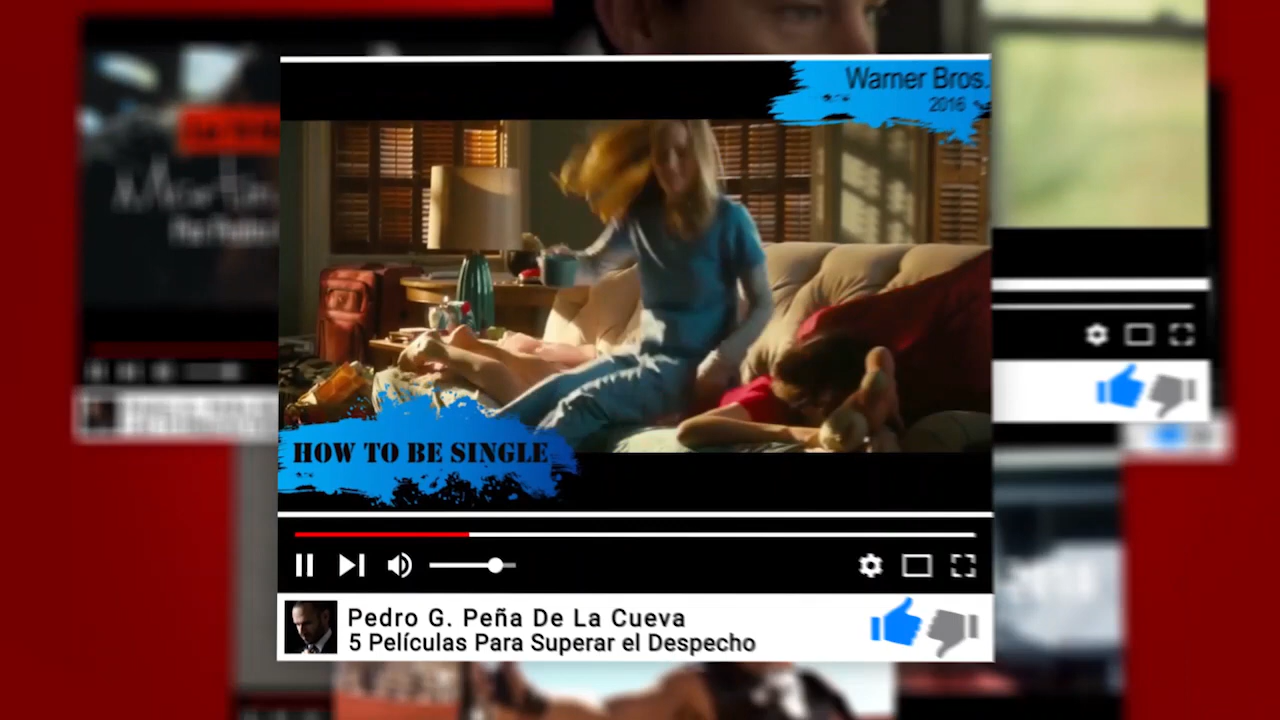 Warner Bros.
2016
HOW TO BE SINGLE
Pedro G. Peña De La Cueva
5 Películas Para Superar el Despecho